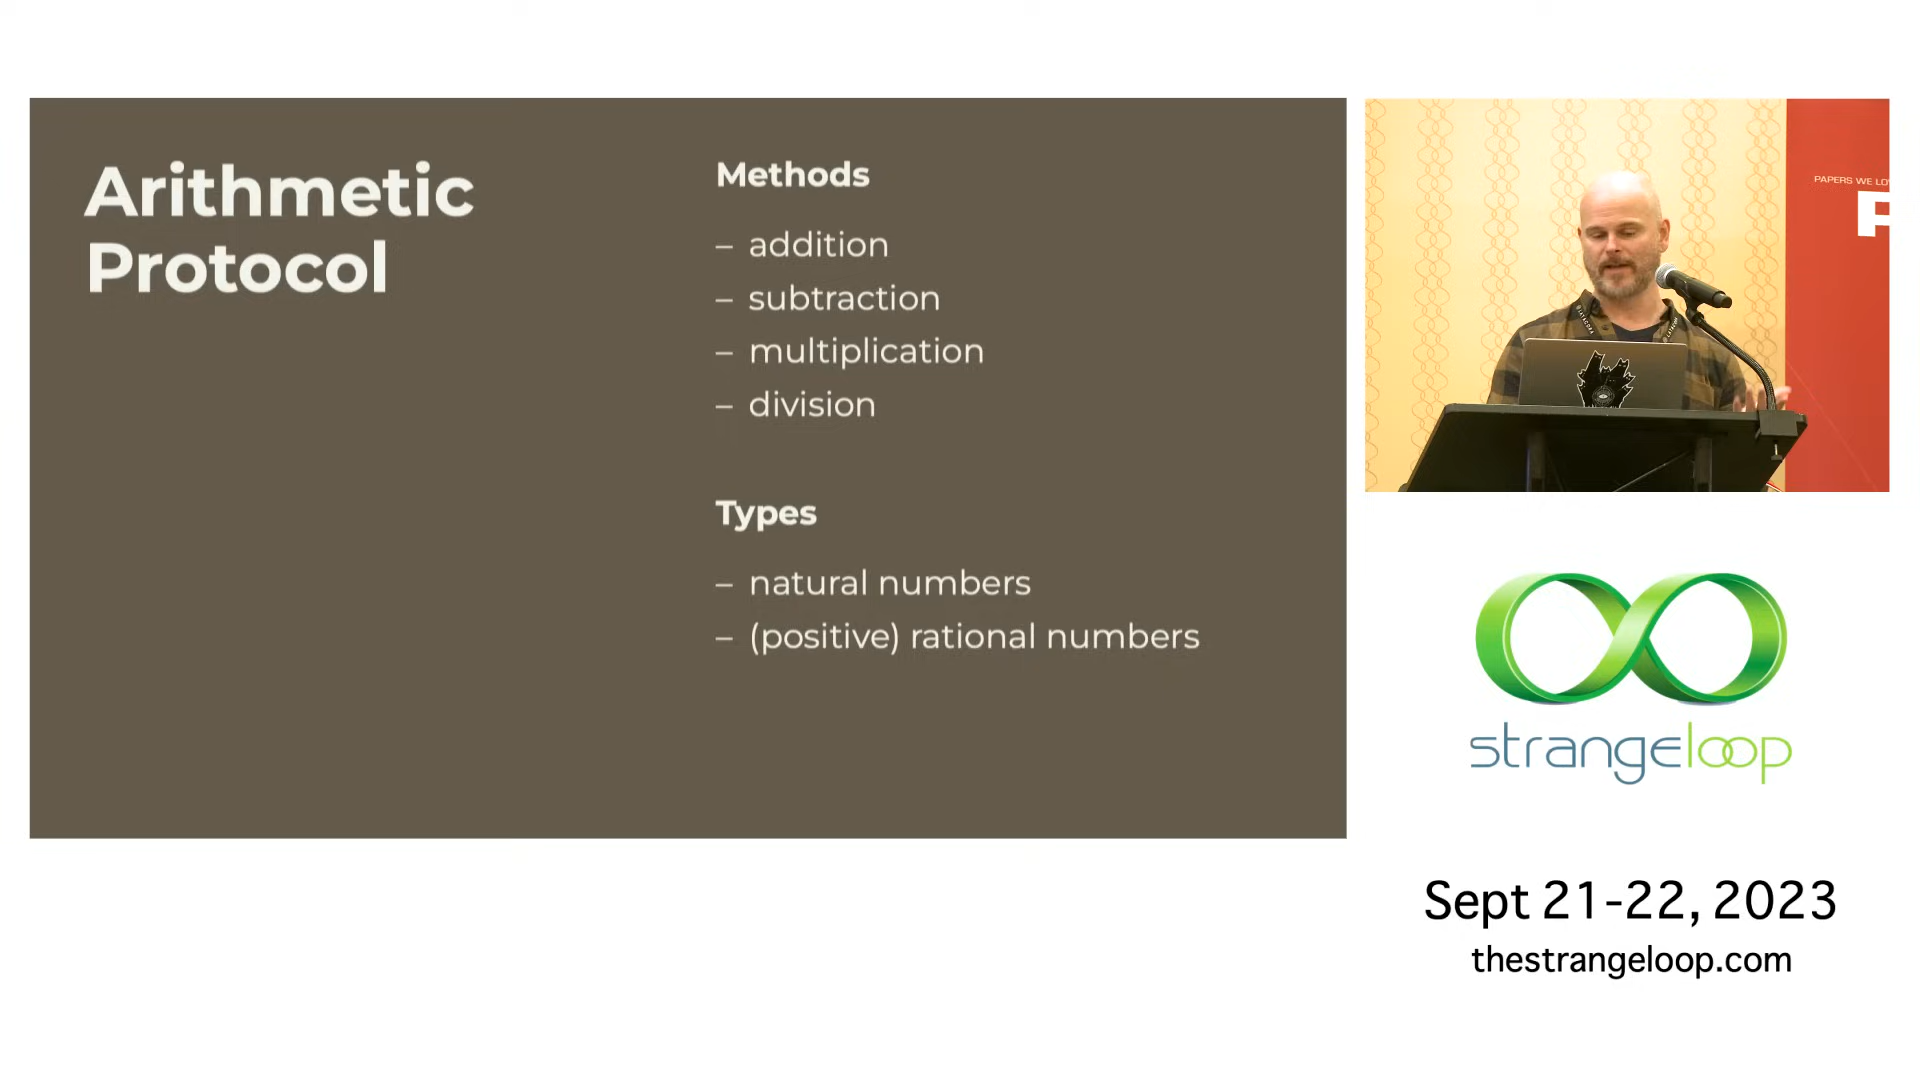 Arithmetic
Protocol
Methods
– addition
– subtraction
– multiplication
– division
Types
– natural numbers
– (positive) rational numbers
PAPERS WE LO
strangeloop
Sept 21-22, 2023
thestrangeloop.com